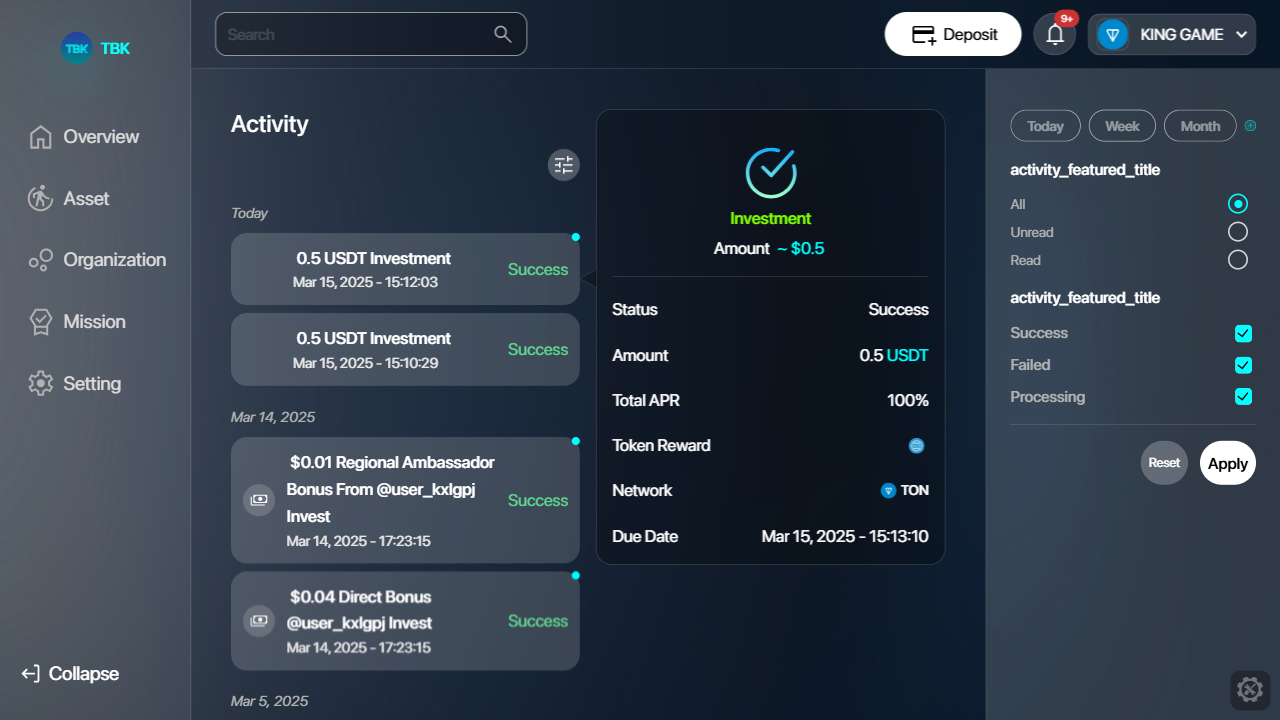 TBK TBK
Search
Deposit
9+
KING GAME
Overview
Asset
Organization
Mission
Setting
Collapse
Activity
Today
0.5 USDT Investment
Mar 15, 2025 - 15:12:03
Success
0.5 USDT Investment
Mar 15, 2025 - 15:10:29
Success
Mar 14, 2025
$0.01 Regional Ambassador
Bonus From @user_kxlgpj
Invest
Mar 14, 2025 - 17:23:15
Success
$0.04 Direct Bonus
@user_kxlgpj Invest
Mar 14, 2025 - 17:23:15
Success
Mar 5, 2025
Investment
Amount ~ $0.5
Status Success
Amount 0.5 USDT
Total APR 100%
Token Reward
Network TON
Due Date Mar 15, 2025 - 15:13:10
Today Week Month
activity_featured_title
All
Unread
Read
activity_featured_title
Success
Failed
Processing
Reset Apply